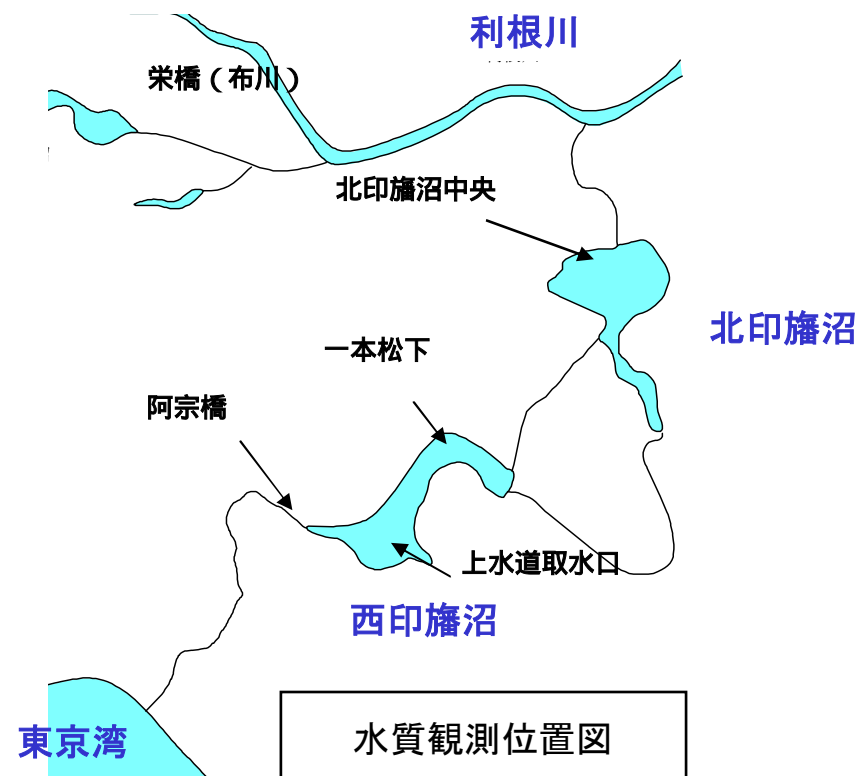 利根川
栄橋（布川）
北印旛沼中央
北印旛沼
一本松下
阿宗橋
上水道取水口
西印旛沼
東京湾
水質観測位置図